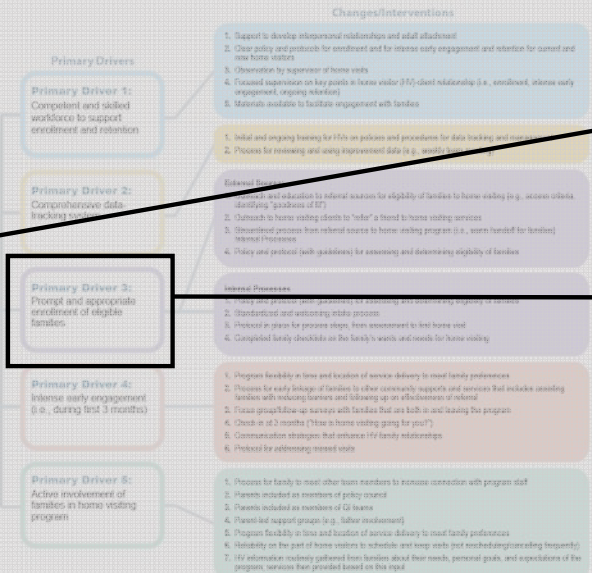 Changes/Interventions
Primary Drivers
1. Support to develop interpersonal relationships and adult attachment
2. Clear policy and protocols for enrollment and for intense early engagement and retention for current and
new home visitors
3. Observation by supervisor of home visits
4. Focused supervision on key points in home visitor (HV)-client relationship (i.e., enrollment, intense early
engagement, ongoing retention)
5. Materials available to facilitate engagement with families
Primary Driver 1:
Competent and skilled
workforce to support
enrollment and retention
1. Initial and ongoing training for HVs on policies and procedures for data tracking and
2. Process for reviewing and using improvement data (e.g.,
Primary Driver 2:
Comprehensive data-
tracking system
External
Outreach and education to referral sources for eligibility of families to home visiting (e.g., access criteria,
identifying "goodness of fit")
2. Outreach to home visiting clients to "refer" a friend to home visiting services
3. Streamlined process from referral source to home visiting program (i.e., warm handoff for families)
Internal Processes
4. Policy and protocol (with guidelines) for assessing and determining eligibility of families
Primary Driver 3:
Prompt and appropriate
enrollment of eligible
families
Internal Processes
1. Policy and protocol (with guidelines) for assessing and determining eligibility of families
2. Standardized and welcoming intake process
3. Protocol in place for process steps, from assessment to first home visit
4. Completed family checklists on the family's wants and needs for home visiting
Primary Driver 4:
Intense early engagement
(i.e., during first 3 months)
1. Program flexibility in time and location of service delivery to meet family preferences
2. Process for early linkage of families to other community supports and services that includes assisting
families with reducing barriers and following up on effectiveness of referral
3. Focus group/follow-up surveys with families that are both in and leaving the program
4. Check-in at 3 months ("How is home visiting going for you?")
5. Communication strategies that enhance HV family relationships
6. Protocol for addressing missed visits
Primary Driver 5:
Active involvement of
families in home visiting
program
1. Process for family to meet other team members to increase connection with program staff
2. Parents included as members of policy council
3. Parents included as members of QI teams
4. Parent-led support groups (e.g., father involvement)
5. Program flexibility in time and location of service delivery to meet family preferences
6. Reliability on the part of home visitors to schedule and keep visits (not rescheduling/canceling frequently)
7. HV information routinely gathered from families about their needs, personal goals, and expectations of the
program; services then provided based on this input